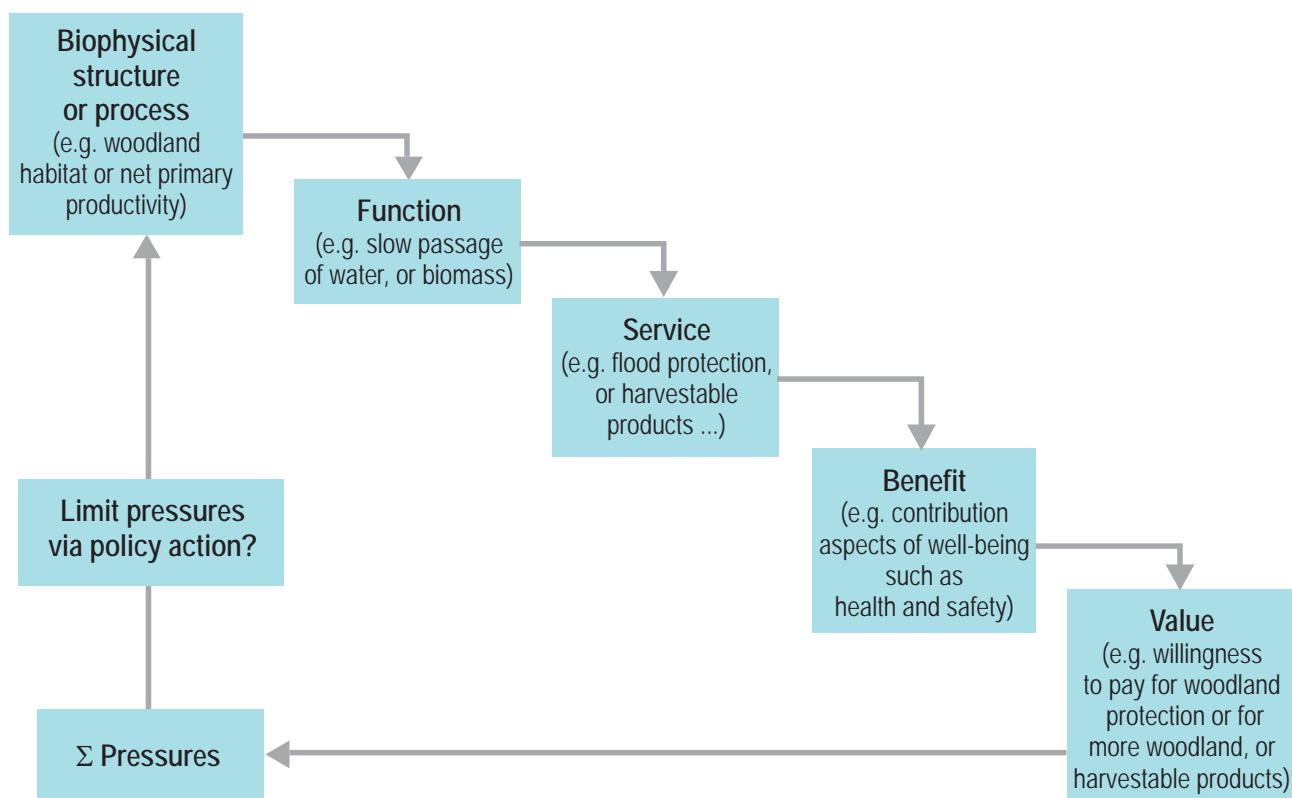 Biophysical
structure
or process
(e.g. woodland
habitat or net primary
productivity)
Function
(e.g. slow passage
of water, or biomass)
Service
(e.g. flood protection,
or harvestable
products ...)
Benefit
(e.g. contribution
aspects of well-being
such as
health and safety)
Value
(e.g. willingness
to pay for woodland
protection or for
more woodland, or
harvestable products)
Limit pressures
via policy action?
Σ Pressures